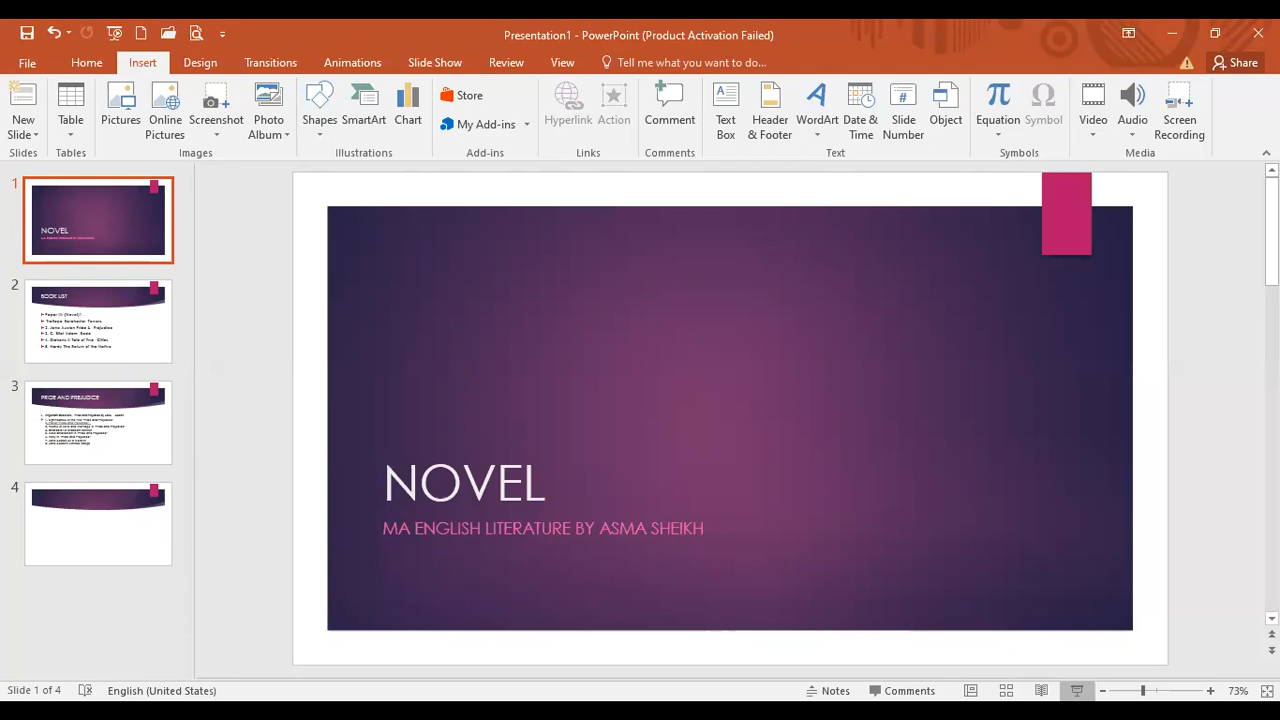 Presentation1 - PowerPoint (Product Activation Failed)
File Home Insert Design Transitions Animations Slide Show Review View Tell me what you want to do... Share
New Slide
Table
Pictures
Online Pictures
Screenshot
Photo Album
Shapes
SmartArt
Chart
Store
My Add-ins
Hyperlink
Action
Comment
Text Box
Header & Footer
WordArt
Date & Time
Slide Number
Object
Equation
Symbol
Video
Audio
Screen Recording
Slides Tables Images Illustrations Add-ins Links Comments Text Symbols Media
1
NOVEL
2
BOOK LIST
3
PRIDE AND PREJUDICE
4
NOVEL
MA ENGLISH LITERATURE BY ASMA SHEIKH
Slide 1 of 4 English (United States) Notes Comments 73%